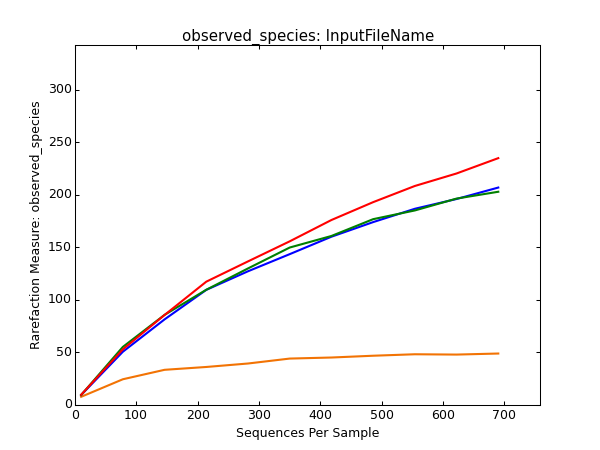 observed_species: InputFileName
Rarefaction Measure: observed_species
300
250
200
150
100
50
0
0 100 200 300 400 500 600 700
Sequences Per Sample